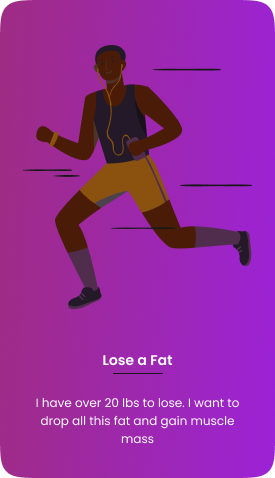 Lose a Fat
I have over 20 lbs to lose. I want to
drop all this fat and gain muscle
mass